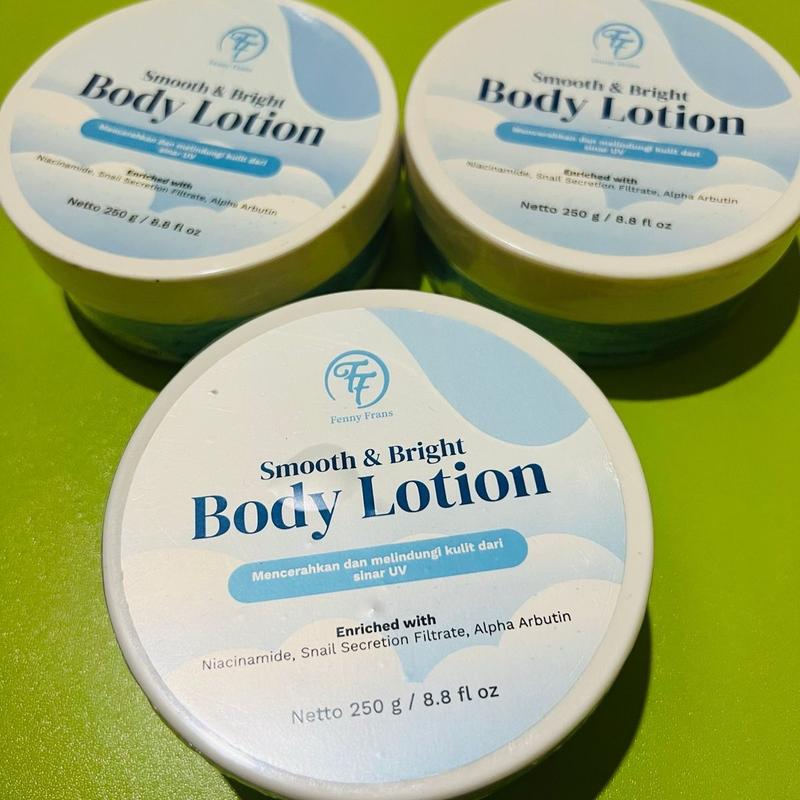 Fenny Frans
Smooth & Bright
Body Lotion
Mencerahkan dan melindungi kulit dari
sinar UV
Enriched with
Niacinamide, Snail Secretion Filtrate, Alpha Arbutin
Netto 250 g / 8.8 fl oz
Fenny Frans
Smooth & Bright
Body Lotion
Mencerahkan dan melindungi kulit dari
sinar UV
Enriched with
Niacinamide, Snail Secretion Filtrate, Alpha Arbutin
Netto 250 g / 8.8 fl oz
FF
Fenny Frans
Smooth & Bright
Body Lotion
Mencerahkan dan melindungi kulit dari
sinar UV
Enriched with
Niacinamide, Snail Secretion Filtrate, Alpha Arbutin
Netto 250 g / 8.8 fl oz